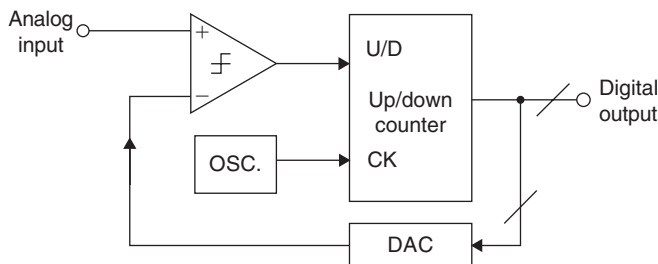 Analog
input
+
−
U/D
Up/down
counter
CK
OSC.
DAC
Digital
output